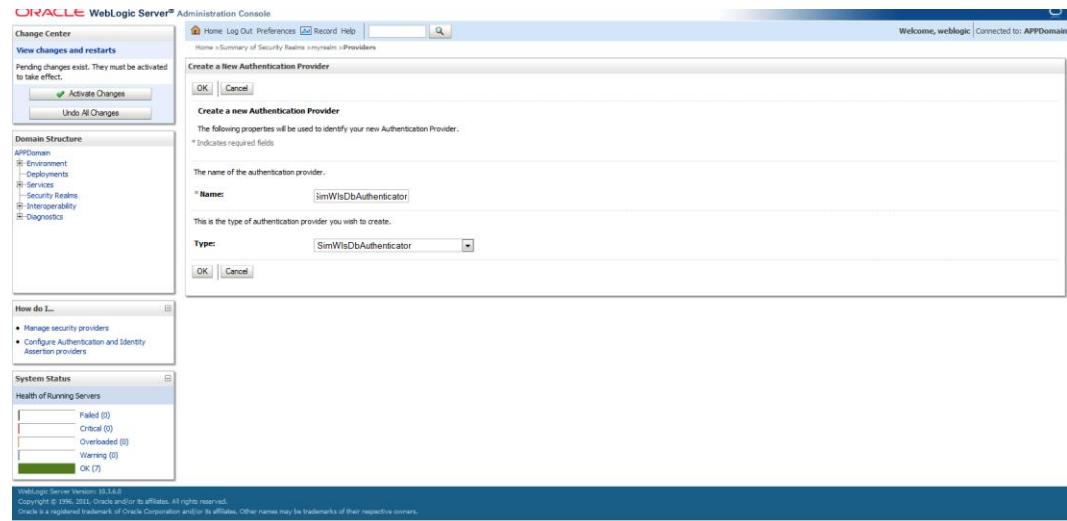 ORACLE WebLogic Server® Administration Console
Change Center
View changes and restarts
Pending changes exist. They must be activated
to take effect.
Activate Changes
Undo All Changes
Domain Structure
APPDomain
Environment
Deployments
Services
Security Realms
Interoperability
Diagnostics
How do I...
Manage security providers
Configure Authentication and Identity
Assertion providers
System Status
Health of Running Servers
Failed (0)
Critical (0)
Overloaded (0)
Warning (0)
OK (7)
Home Log Out Preferences Record Help
Welcome, weblogic Connected to: APPDomain
Home >Summary of Security Realms >myrealm >Providers
Create a New Authentication Provider
OK Cancel
Create a new Authentication Provider
The following properties will be used to identify your new Authentication Provider.
* Indicates required fields
The name of the authentication provider.
* Name: SimWlsDbAuthenticator
This is the type of authentication provider you wish to create.
Type: SimWlsDbAuthenticator
OK Cancel
WebLogic Server Version: 10.3.6.0
Copyright © 1996, 2011, Oracle and/or its affiliates. All rights reserved.
Oracle is a registered trademark of Oracle Corporation and/or its affiliates. Other names may be trademarks of their respective owners.